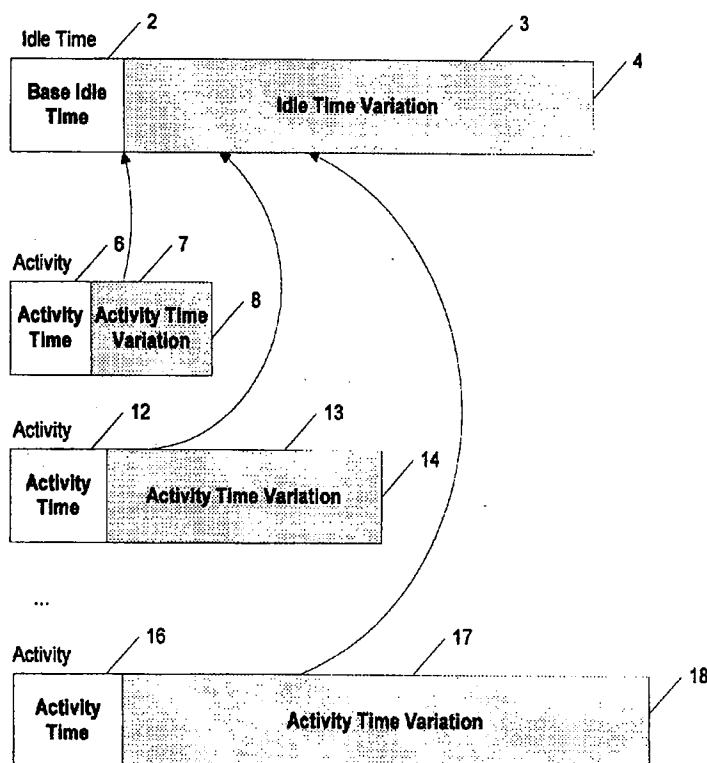 2
3
Idle Time
4
Base Idle
Time
Idle Time Variation
6
7
Activity
8
Activity
Time
Activity Time
Variation
12
13
Activity
14
Activity
Time
Activity Time Variation
...
16
17
Activity
18
Activity
Time
Activity Time Variation